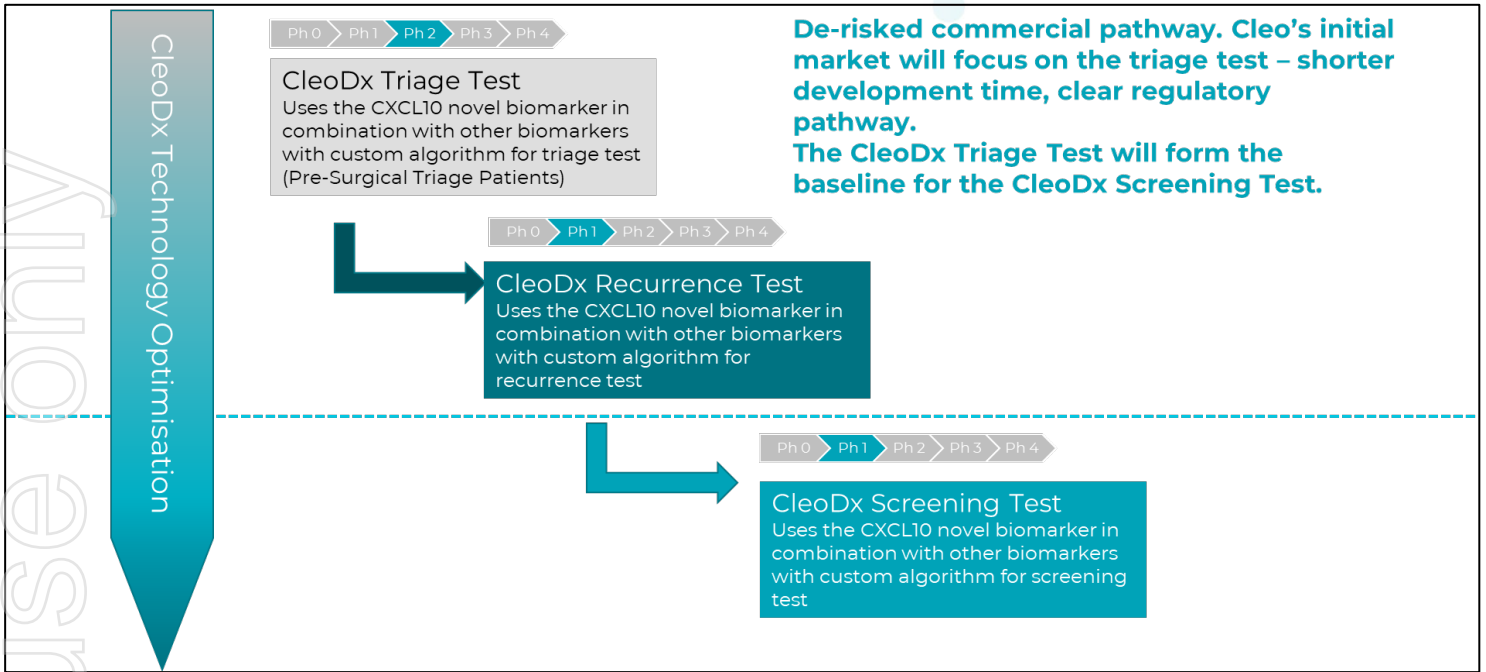 CleoDx Technology Optimisation
Ph 0 Ph 1 Ph 2 Ph 3 Ph 4
CleoDx Triage Test
Uses the CXCL10 novel biomarker in
combination with other biomarkers
with custom algorithm for triage test
(Pre-Surgical Triage Patients)
De-risked commercial pathway. Cleo's initial
market will focus on the triage test – shorter
development time, clear regulatory
pathway.
The CleoDx Triage Test will form the
baseline for the CleoDx Screening Test.
Ph 0 Ph 1 Ph 2 Ph 3 Ph 4
CleoDx Recurrence Test
Uses the CXCL10 novel biomarker in
combination with other biomarkers
with custom algorithm for
recurrence test
Ph 0 Ph 1 Ph 2 Ph 3 Ph 4
CleoDx Screening Test
Uses the CXCL10 novel biomarker in
combination with other biomarkers
with custom algorithm for screening
test
use only